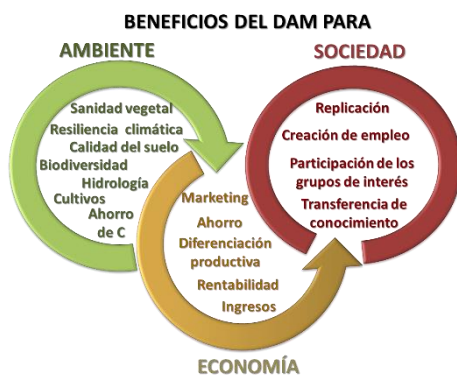 BENEFICIOS DEL DAM PARA
AMBIENTE
Sanidad vegetal
Resiliencia climática
Calidad del suelo
Biodiversidad
Hidrología
Cultivos
Ahorro
de C
SOCIEDAD
Replicación
Creación de empleo
Participación de los
grupos de interés
Transferencia de
conocimiento
Marketing
Ahorro
Diferenciación
productiva
Rentabilidad
Ingresos
ECONOMÍA